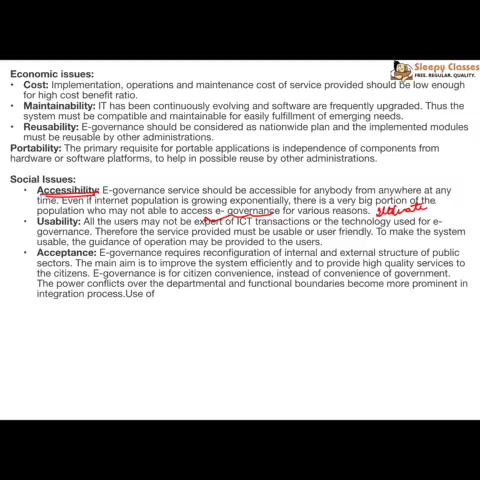 Sleepy Classes
FREE. REGULAR. QUALITY.
Economic issues:
• Cost: Implementation, operations and maintenance cost of service provided should be low enough
for high cost benefit ratio.
• Maintainability: IT has been continuously evolving and software are frequently upgraded. Thus the
system must be compatible and maintainable for easily fulfillment of emerging needs.
• Reusability: E-governance should be considered as nationwide plan and the implemented modules
must be reusable by other administrations.
Portability: The primary requisite for portable applications is independence of components from
hardware or software platforms, to help in possible reuse by other administrations.
Social Issues:
• Accessibility: E-governance service should be accessible for anybody from anywhere at any
time. Even if internet population is growing exponentially, there is a very big portion of the
population who may not able to access e- governance for various reasons.
• Usability: All the users may not be expert of ICT transactions or the technology used for e-
governance. Therefore the service provided must be usable or user friendly. To make the system
usable, the guidance of operation may be provided to the users.
• Acceptance: E-governance requires reconfiguration of internal and external structure of public
sectors. The main aim is to improve the system efficiently and to provide high quality services to
the citizens. E-governance is for citizen convenience, instead of convenience of government.
The power conflicts over the departmental and functional boundaries become more prominent in
integration process.Use of